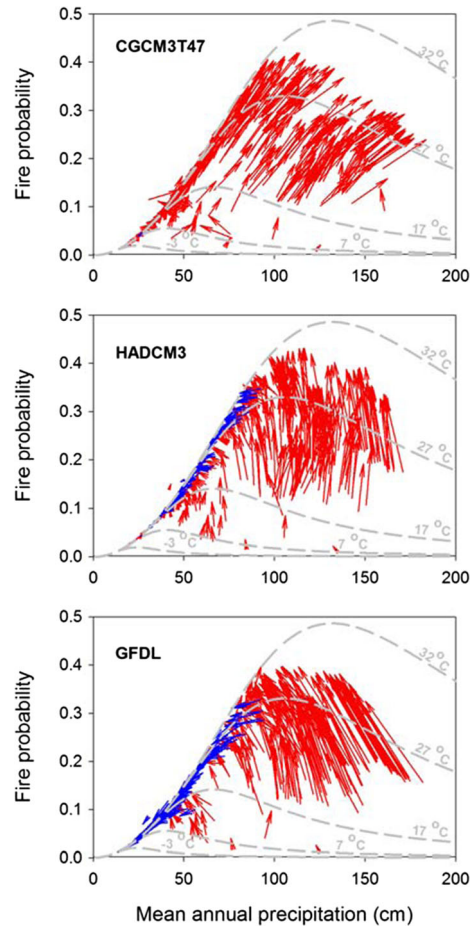 0.5
CGCM3T47
32 °C
0.4
0.3
27 °C
0.2
0.1
17 °C
-3 °C
7 °C
0.0
0 50 100 150 200
Fire probability
0.5
HADCM3
32 °C
0.4
0.3
27 °C
0.2
0.1
17 °C
-3 °C
7 °C
0.0
0 50 100 150 200
Fire probability
0.5
GFDL
32 °C
0.4
0.3
27 °C
0.2
0.1
17 °C
-3 °C
7 °C
0.0
0 50 100 150 200
Fire probability
Mean annual precipitation (cm)